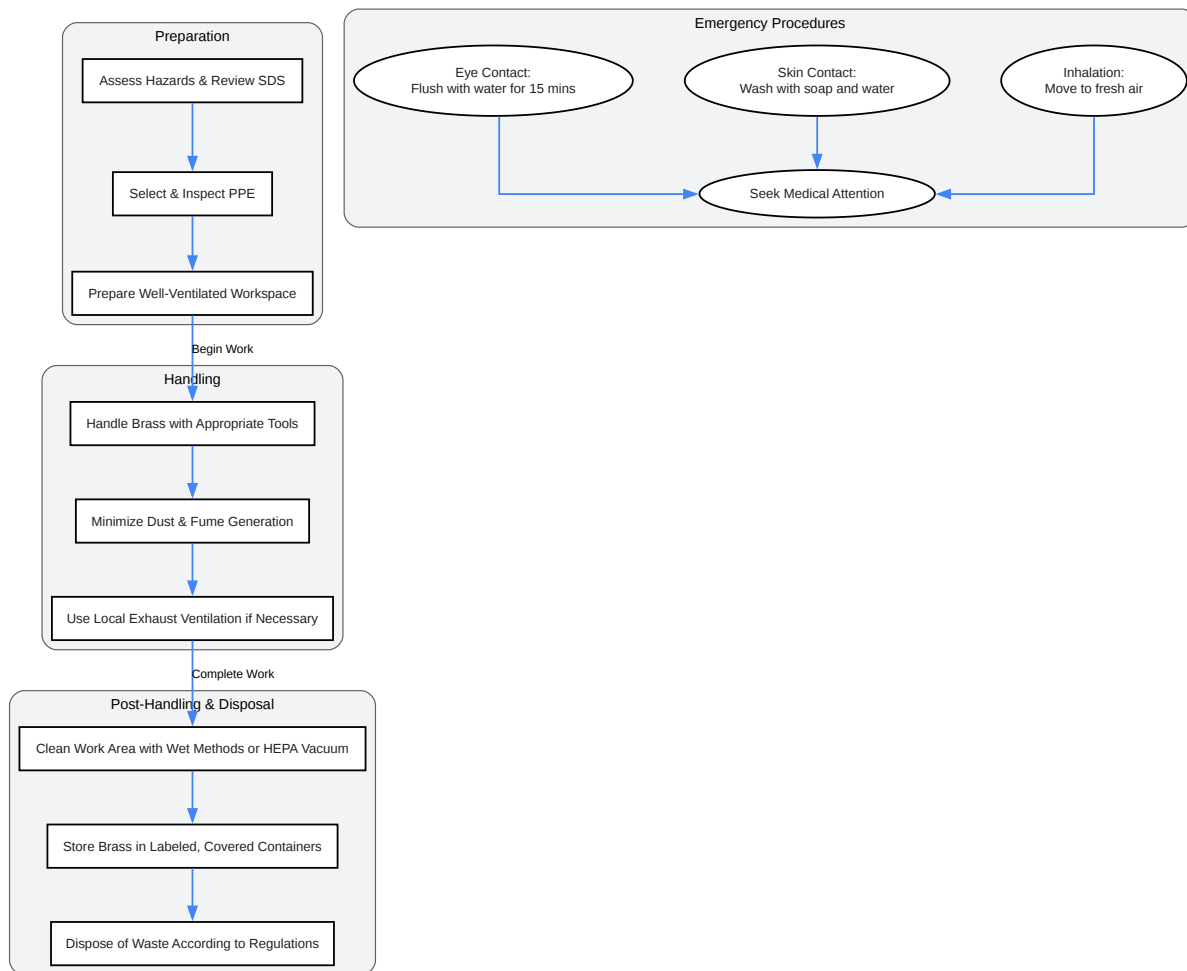 Preparation
Assess Hazards & Review SDS
Select & Inspect PPE
Prepare Well-Ventilated Workspace
Begin Work
Handling
Handle Brass with Appropriate Tools
Minimize Dust & Fume Generation
Use Local Exhaust Ventilation if Necessary
Complete Work
Post-Handling & Disposal
Clean Work Area with Wet Methods or HEPA Vacuum
Store Brass in Labeled, Covered Containers
Dispose of Waste According to Regulations
Emergency Procedures
Eye Contact:
Flush with water for 15 mins
Skin Contact:
Wash with soap and water
Inhalation:
Move to fresh air
Seek Medical Attention